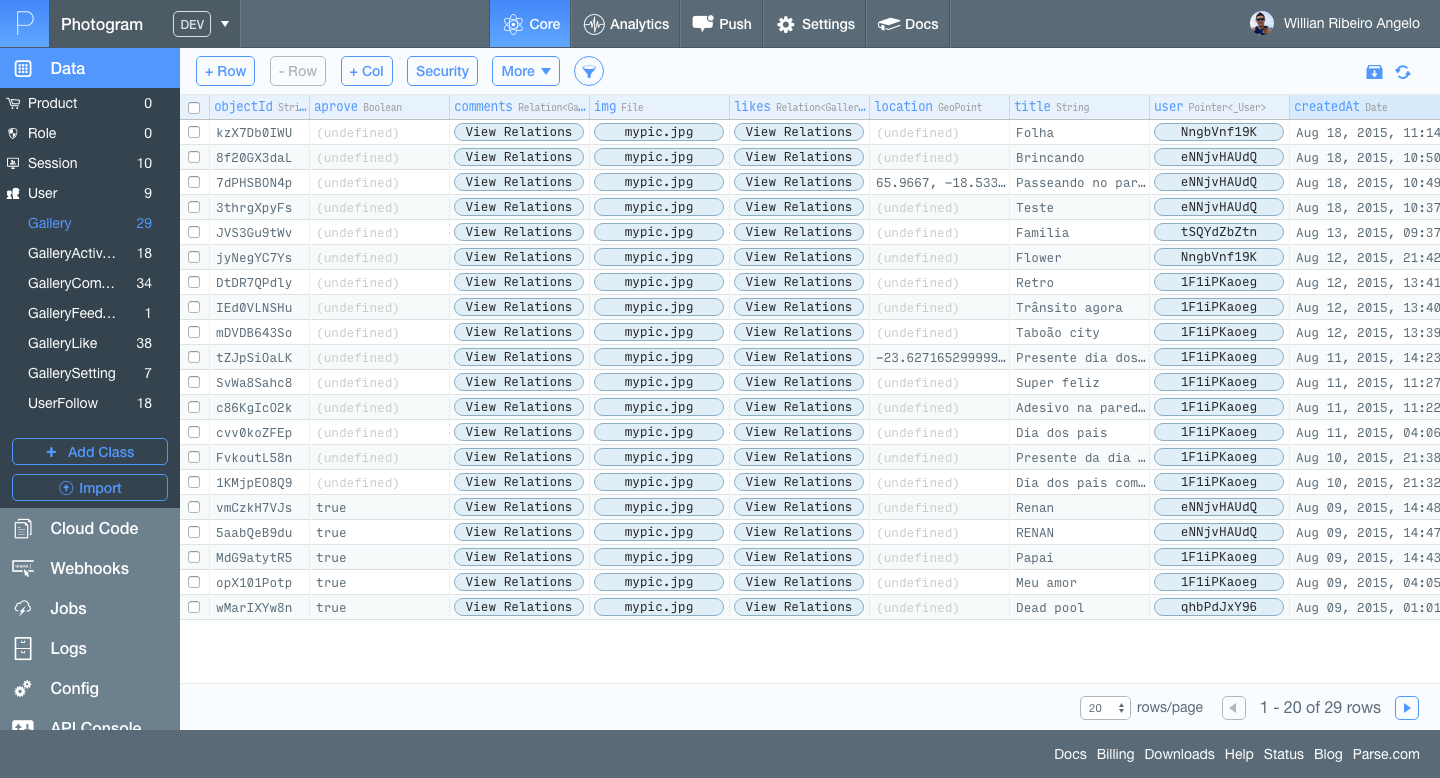 P Photogram DEV Core Analytics Push Settings Docs Willian Ribeiro Angelo
Data
Product 0
Role 0
Session 10
User 9
Gallery 29
GalleryActiv… 18
GalleryCom… 34
GalleryFeed… 1
GalleryLike 38
GallerySetting 7
UserFollow 18
+ Add Class
Import
Cloud Code
Webhooks
Jobs
Logs
Config
API Console
+ Row - Row + Col Security More
objectId Stri… aprove Boolean comments Relation<Ga… img File likes Relation<Galler… location GeoPoint title String user Pointer<_User> createdAt Date
kzX7Db0IWU (undefined) View Relations mypic.jpg View Relations (undefined) Folha NngbVnf19K Aug 18, 2015, 11:14
8f20GX3daL (undefined) View Relations mypic.jpg View Relations (undefined) Brincando eNNjvHAUdQ Aug 18, 2015, 10:50
7dPHSBON4p (undefined) View Relations mypic.jpg View Relations 65.9667, -18.533… Passeando no par… eNNjvHAUdQ Aug 18, 2015, 10:49
3thrgXpyFs (undefined) View Relations mypic.jpg View Relations (undefined) Teste eNNjvHAUdQ Aug 18, 2015, 10:37
JVS3Gu9tWv (undefined) View Relations mypic.jpg View Relations (undefined) Familia tSQYdZbZtn Aug 13, 2015, 09:37
jyNegYC7Ys (undefined) View Relations mypic.jpg View Relations (undefined) Flower NngbVnf19K Aug 12, 2015, 21:42
DtDR7QPdly (undefined) View Relations mypic.jpg View Relations (undefined) Retro 1F1iPKaoeg Aug 12, 2015, 13:41
IEd0VLNSHu (undefined) View Relations mypic.jpg View Relations (undefined) Trânsito agora 1F1iPKaoeg Aug 12, 2015, 13:40
mDVDB643So (undefined) View Relations mypic.jpg View Relations (undefined) Taboão city 1F1iPKaoeg Aug 12, 2015, 13:39
tZJpSiOaLK (undefined) View Relations mypic.jpg View Relations -23.627165299999… Presente dia dos… 1F1iPKaoeg Aug 11, 2015, 14:23
SvWa8Sahc8 (undefined) View Relations mypic.jpg View Relations (undefined) Super feliz 1F1iPKaoeg Aug 11, 2015, 11:27
c86KgIcO2k (undefined) View Relations mypic.jpg View Relations (undefined) Adesivo na pared… 1F1iPKaoeg Aug 11, 2015, 11:22
cvv0koZFEp (undefined) View Relations mypic.jpg View Relations (undefined) Dia dos pais 1F1iPKaoeg Aug 11, 2015, 04:06
FvkoutL58n (undefined) View Relations mypic.jpg View Relations (undefined) Presente da dia … 1F1iPKaoeg Aug 10, 2015, 21:38
1KMjpEO8Q9 (undefined) View Relations mypic.jpg View Relations (undefined) Dia dos pais com… 1F1iPKaoeg Aug 10, 2015, 21:32
vmCzkH7VJs true View Relations mypic.jpg View Relations (undefined) Renan eNNjvHAUdQ Aug 09, 2015, 14:48
5aabQeB9du true View Relations mypic.jpg View Relations (undefined) RENAN eNNjvHAUdQ Aug 09, 2015, 14:47
MdG9atytR5 true View Relations mypic.jpg View Relations (undefined) Papai 1F1iPKaoeg Aug 09, 2015, 14:43
opX101Potp true View Relations mypic.jpg View Relations (undefined) Meu amor 1F1iPKaoeg Aug 09, 2015, 04:05
wMarIXYw8n true View Relations mypic.jpg View Relations (undefined) Dead pool qhbPdJxY96 Aug 09, 2015, 01:01
20 rows/page 1 - 20 of 29 rows
Docs Billing Downloads Help Status Blog Parse.com